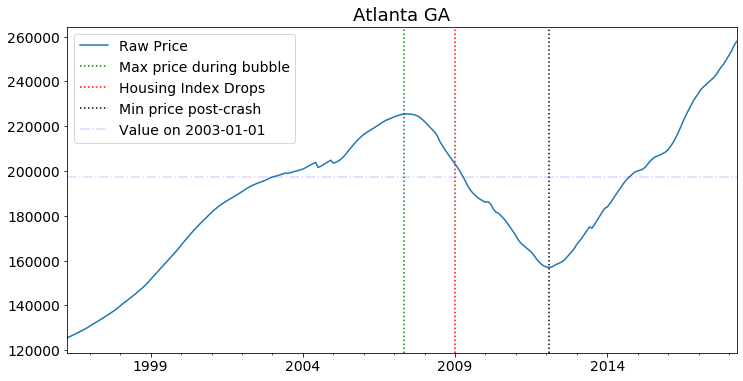 Atlanta GA
260000
240000
220000
200000
180000
160000
140000
120000
Raw Price
Max price during bubble
Housing Index Drops
Min price post-crash
Value on 2003-01-01
1999
2004
2009
2014